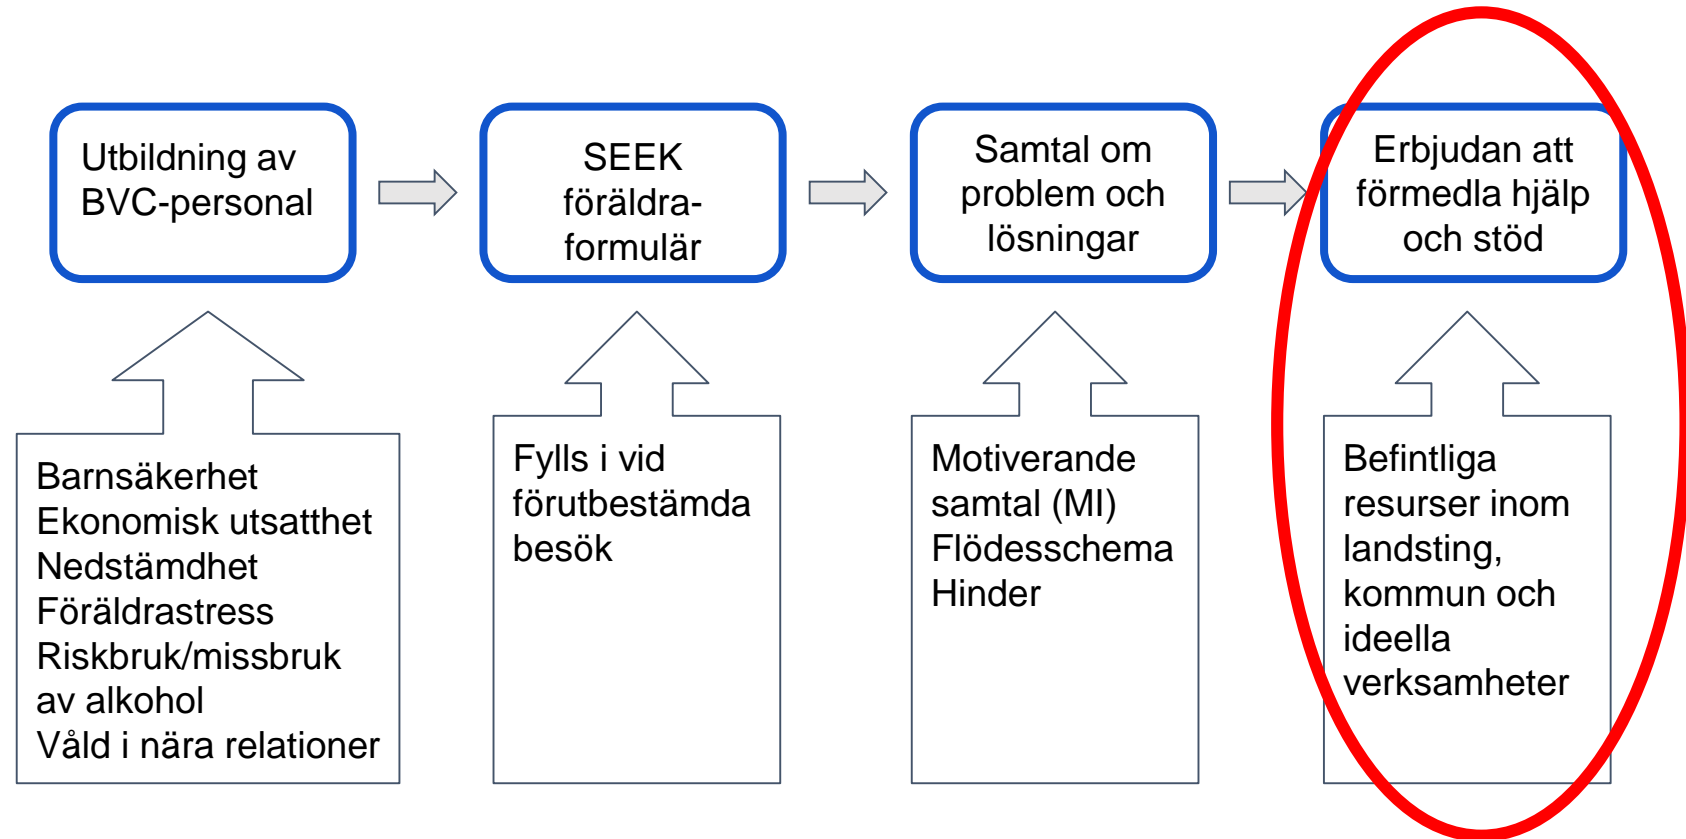 Utbildning av
BVC-personal
SEEK
föräldra-
formulär
Samtal om
problem och
lösningar
Erbjudan att
förmedla hjälp
och stöd
Barnsäkerhet
Ekonomisk utsatthet
Nedstämdhet
Föräldrastress
Riskbruk/missbruk
av alkohol
Våld i nära relationer
Fylls i vid
förutbestämda
besök
Motiverande
samtal (MI)
Flödesschema
Hinder
Befintliga
resurser inom
landsting,
kommun och
ideella
verksamheter